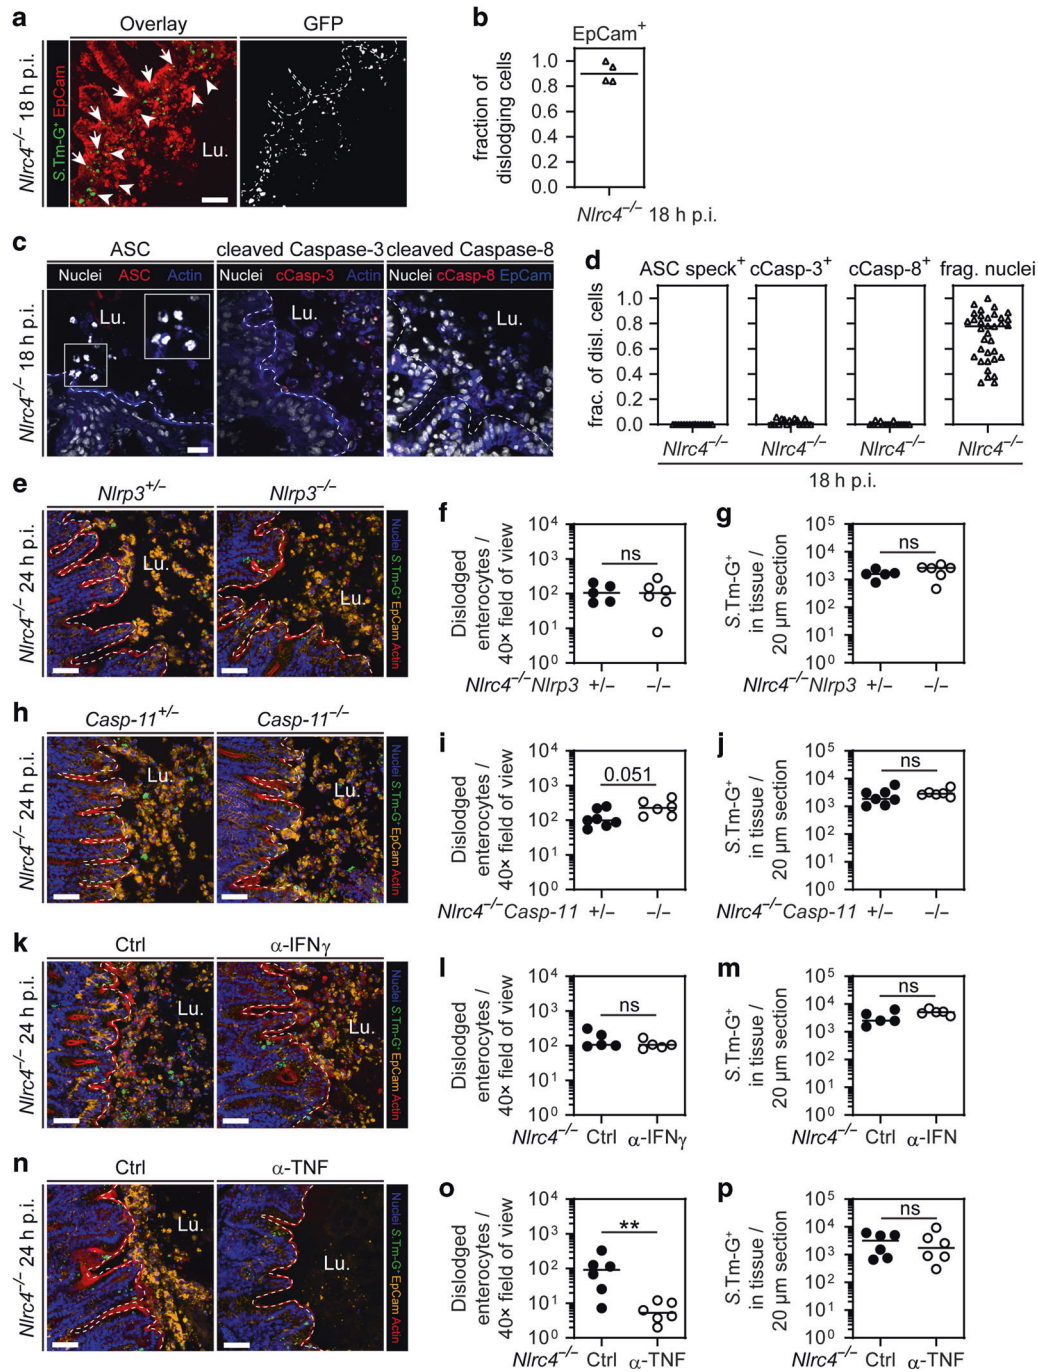 a
Overlay
GFP
Nlrc4⁻/⁻ 18 h p.i.
S.Tm-G⁺ EpCam
Lu.
b
EpCam⁺
fraction of
dislodging cells
1.0
0.8
0.6
0.4
0.2
0.0
Nlrc4⁻/⁻ 18 h p.i.
c
ASC
cleaved Caspase-3
cleaved Caspase-8
Nuclei ASC Actin
Nuclei cCasp-3 Actin
Nuclei cCasp-8 EpCam
Nlrc4⁻/⁻ 18 h p.i.
Lu.
Lu.
Lu.
d
ASC speck⁺
cCasp-3⁺
cCasp-8⁺
frag. nuclei
frac. of disl. cells
1.0
0.8
0.6
0.4
0.2
0.0
Nlrc4⁻/⁻
Nlrc4⁻/⁻
Nlrc4⁻/⁻
Nlrc4⁻/⁻
18 h p.i.
e
Nlrp3⁺/⁻
Nlrp3⁻/⁻
Nlrc4⁻/⁻ 24 h p.i.
Lu.
Lu.
Nuclei S.Tm-G⁺ EpCam Actin
f
Dislodged
enterocytes /
40× field of view
10⁴
10³
10²
10¹
10⁰
ns
Nlrc4⁻/⁻Nlrp3 +/− −/−
g
S.Tm-G⁺
in tissue /
20 µm section
10⁵
10⁴
10³
10²
10¹
10⁰
ns
Nlrc4⁻/⁻Nlrp3 +/− −/−
h
Casp-11⁺/⁻
Casp-11⁻/⁻
Nlrc4⁻/⁻ 24 h p.i.
Lu.
Lu.
Nuclei S.Tm-G⁺ EpCam Actin
i
Dislodged
enterocytes /
40× field of view
10⁴
10³
10²
10¹
10⁰
0.051
Nlrc4⁻/⁻Casp-11 +/− −/−
j
S.Tm-G⁺
in tissue /
20 µm section
10⁵
10⁴
10³
10²
10¹
10⁰
ns
Nlrc4⁻/⁻Casp-11 +/− −/−
k
Ctrl
α-IFNγ
Nlrc4⁻/⁻ 24 h p.i.
Lu.
Lu.
Nuclei S.Tm-G⁺ EpCam Actin
l
Dislodged
enterocytes /
40× field of view
10⁴
10³
10²
10¹
10⁰
ns
Nlrc4⁻/⁻ Ctrl α-IFNγ
m
S.Tm-G⁺
in tissue /
20 µm section
10⁵
10⁴
10³
10²
10¹
10⁰
ns
Nlrc4⁻/⁻ Ctrl α-IFN
n
Ctrl
α-TNF
Nlrc4⁻/⁻ 24 h p.i.
Lu.
Lu.
Nuclei S.Tm-G⁺ EpCam Actin
o
Dislodged
enterocytes /
40× field of view
10⁴
10³
10²
10¹
10⁰
**
Nlrc4⁻/⁻ Ctrl α-TNF
p
S.Tm-G⁺
in tissue /
20 µm section
10⁵
10⁴
10³
10²
10¹
10⁰
ns
Nlrc4⁻/⁻ Ctrl α-TNF